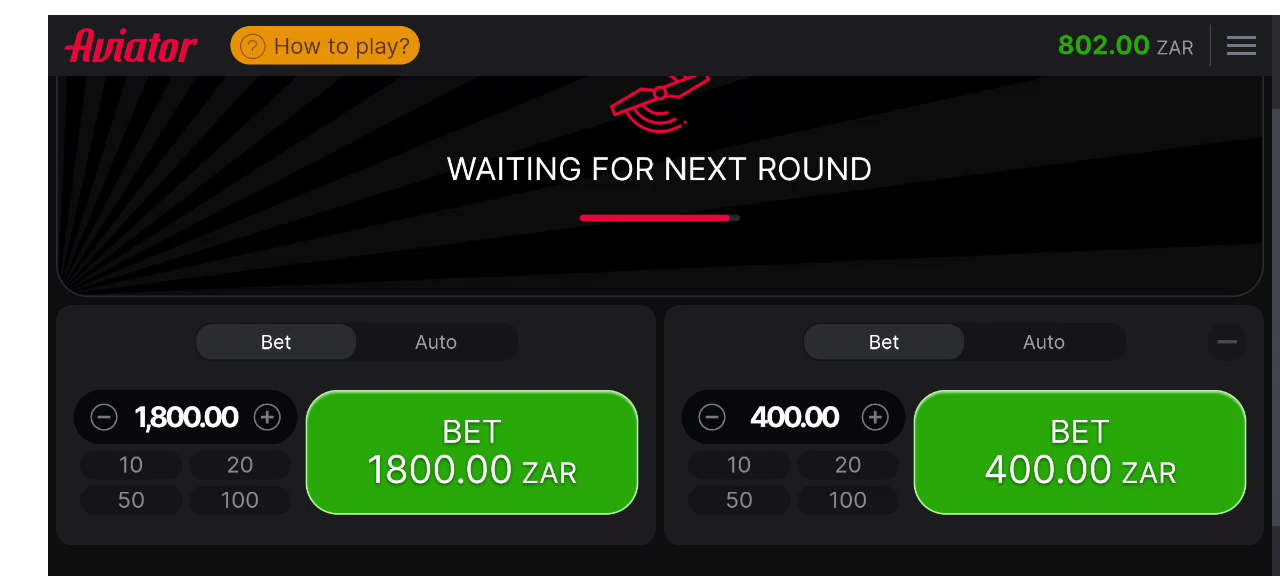 Aviator
? How to play?
802.00 ZAR
WAITING FOR NEXT ROUND
Bet Auto
1,800.00
10 20
50 100
BET
1800.00 ZAR
Bet Auto
400.00
10 20
50 100
BET
400.00 ZAR